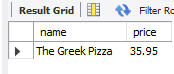 Result Grid Filter Ro
name price
The Greek Pizza 35.95